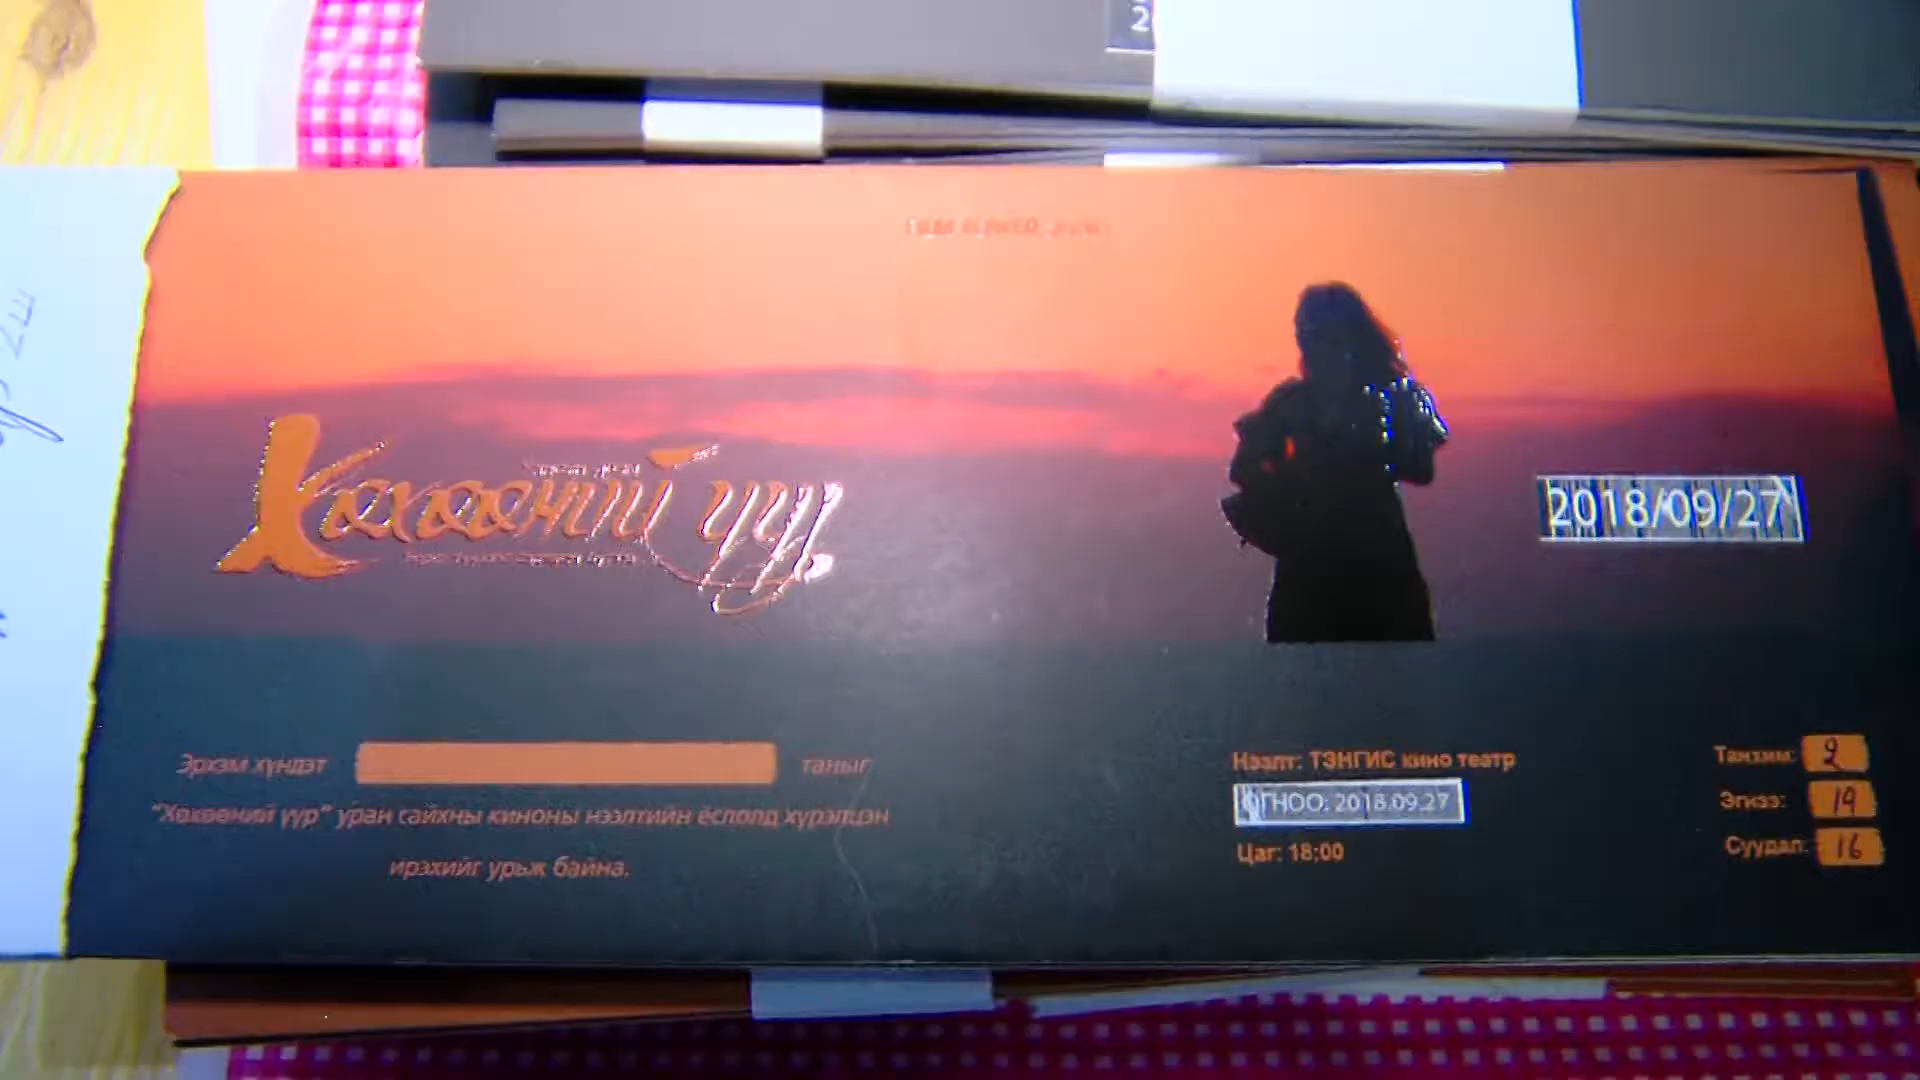 Хөхөөний үүр
2018/09/27
Эрхэм хүндэт таныг
"Хөхөөний үүр" уран сайхны киноны нээлтийн ёслолд хүрэлцэн
ирэхийг урьж байна.
Нээлт: ТЭНГИС кино театр
ОГНОО: 2018.09.27
Цаг: 18:00
Танхим: 2
Эгнээ: 19
Суудал: 16